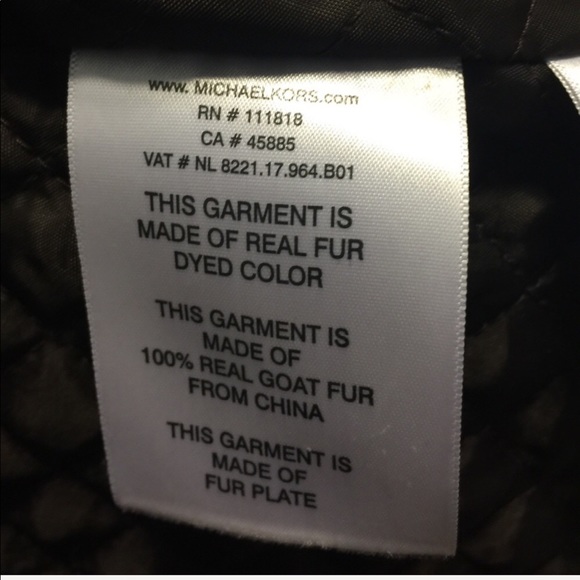 www. MICHAELKORS.com
RN # 111818
CA # 45885
VAT # NL 8221.17.964.B01
THIS GARMENT IS
MADE OF REAL FUR
DYED COLOR
THIS GARMENT IS
MADE OF
100% REAL GOAT FUR
FROM CHINA
THIS GARMENT IS
MADE OF
FUR PLATE